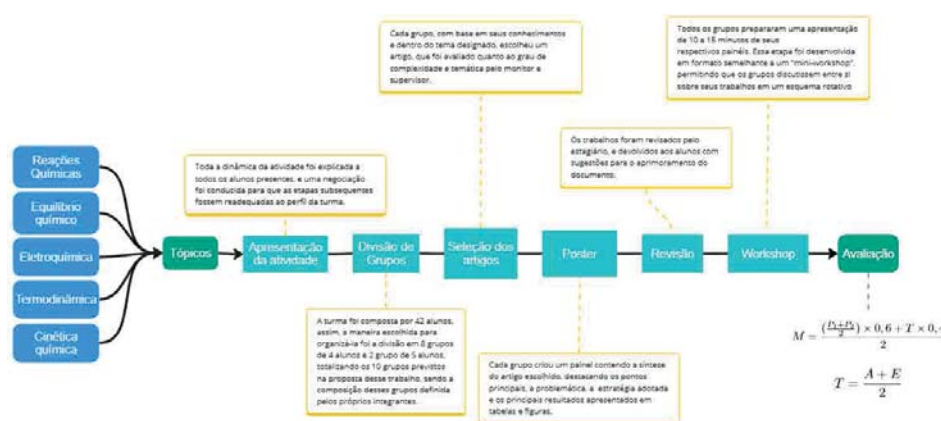 Cada grupo, com base em seus conhecimentos
e dentro do tema designado, escolheu um
artigo, que foi avaliado quanto ao grau de
complexidade e temática pelo monitor e
supervisor.
Todos os grupos prepararam uma apresentação
de 10 a 15 minutos de seus
respectivos painéis. Essa etapa foi desenvolvida
em formato semelhante a um "mini-workshop",
permitindo que os grupos discutissem entre si
sobre seus trabalhos em um esquema rotativo
Toda a dinâmica da atividade foi explicada a
todos os alunos presentes, e uma negociação
foi conduzida para que as etapas subsequentes
fossem readequadas ao perfil da turma.
Os trabalhos foram revisados pelo
estagiário, e devolvidos aos alunos com
sugestões para o aprimoramento do
documento.
Reações
Químicas
Equilíbrio
químico
Eletroquímica
Termodinâmica
Cinética
química
Tópicos
Apresentação
da atividade
Divisão de
Grupos
Seleção dos
artigos
Poster
Revisão
Workshop
Avaliação
A turma foi composta por 42 alunos,
assim, a maneira escolhida para
organizá-la foi a divisão em 8 grupos
de 4 alunos e 2 grupo de 5 alunos,
totalizando os 10 grupos previstos
na proposta desse trabalho, sendo a
composição desses grupos definida
pelos próprios integrantes.
Cada grupo criou um painel contendo a síntese
do artigo escolhido, destacando os pontos
principais, a problemática, a estratégia adotada
e os principais resultados apresentados em
tabelas e figuras.
M = ((P₁+P₂)/2) × 0,6 + T × 0,4 / 2
T = (A + E) / 2